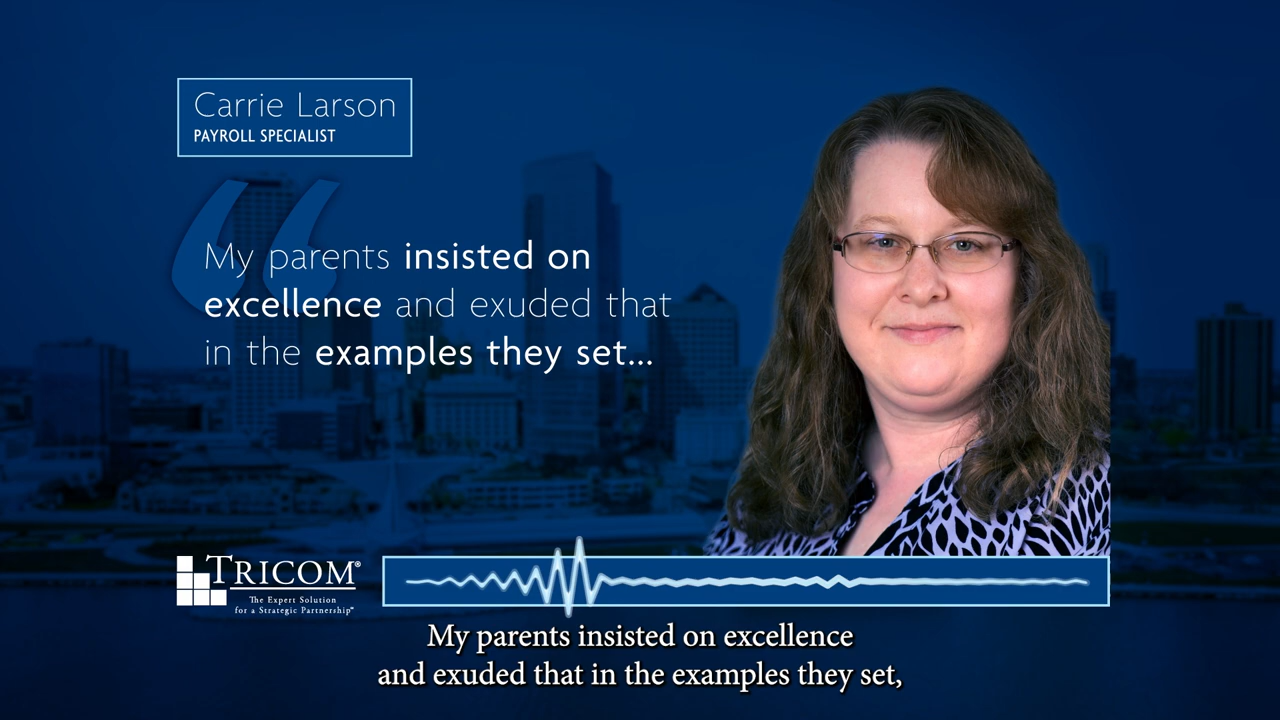 Carrie Larson
PAYROLL SPECIALIST
“
My parents insisted on
excellence and exuded that
in the examples they set...
TRICOM®
The Expert Solution
for a Strategic Partnership℠
My parents insisted on excellence
and exuded that in the examples they set,